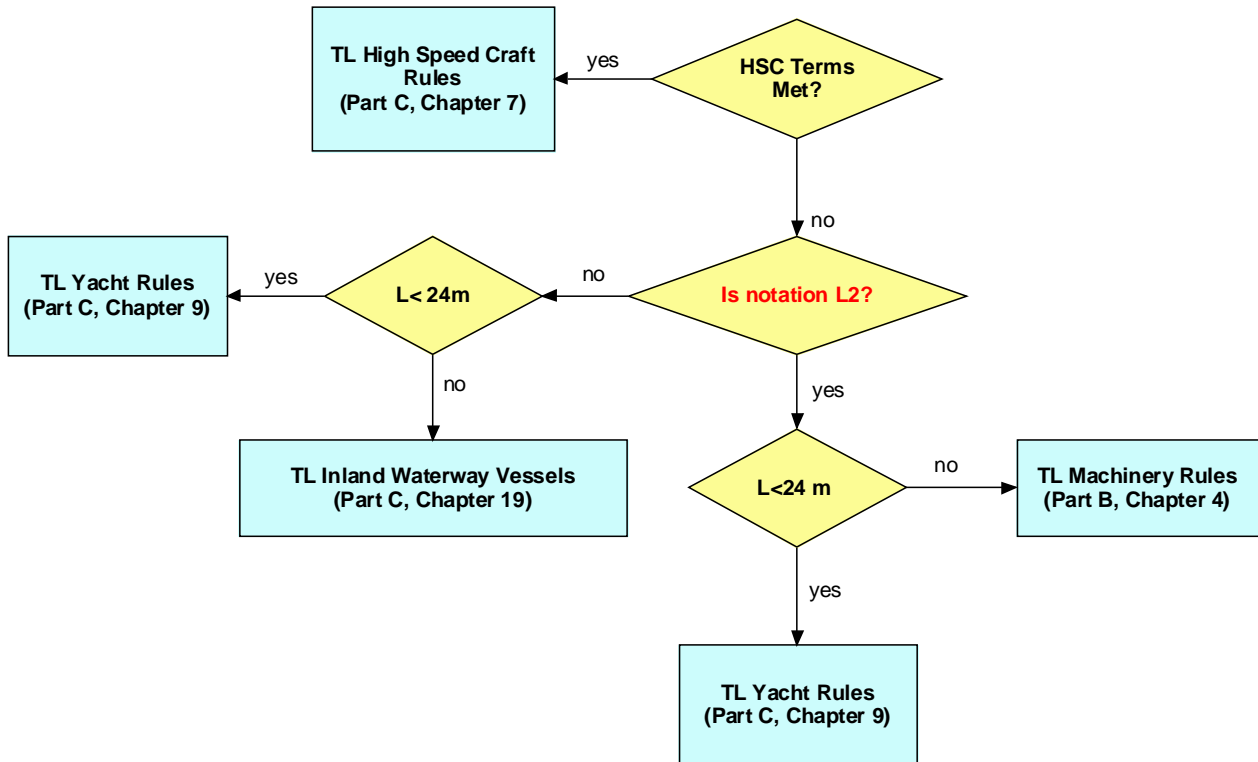 TL High Speed Craft
Rules
(Part C, Chapter 7)
yes
HSC Terms
Met?
no
TL Yacht Rules
(Part C, Chapter 9)
yes
L< 24m
no
Is notation L2?
no
yes
TL Inland Waterway Vessels
(Part C, Chapter 19)
L<24 m
no
TL Machinery Rules
(Part B, Chapter 4)
yes
TL Yacht Rules
(Part C, Chapter 9)